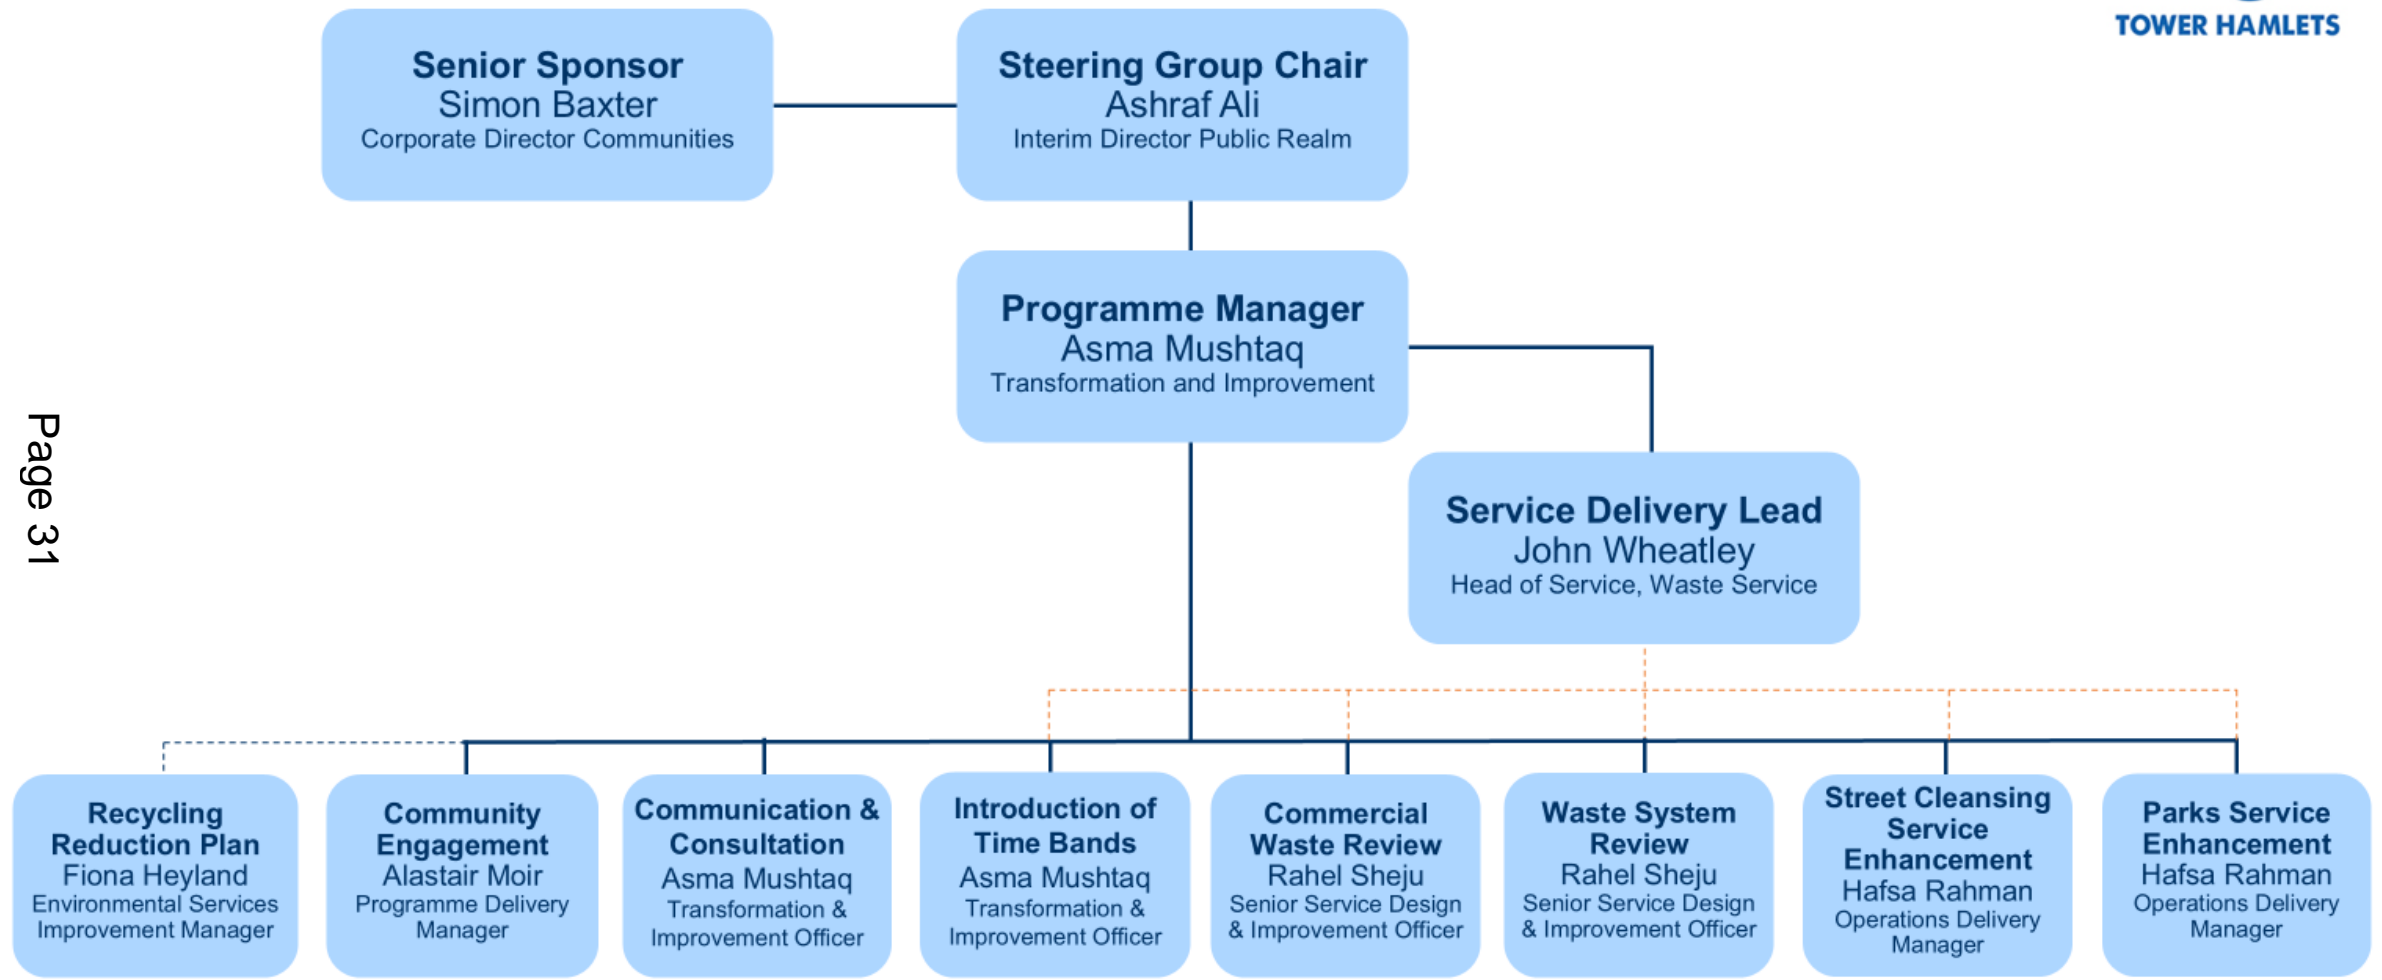 TOWER HAMLETS
Senior Sponsor
Simon Baxter
Corporate Director Communities
Steering Group Chair
Ashraf Ali
Interim Director Public Realm
Programme Manager
Asma Mushtaq
Transformation and Improvement
Page 31
Service Delivery Lead
John Wheatley
Head of Service, Waste Service
Recycling
Reduction Plan
Fiona Heyland
Environmental Services
Improvement Manager
Community
Engagement
Alastair Moir
Programme Delivery
Manager
Communication &
Consultation
Asma Mushtaq
Transformation &
Improvement Officer
Introduction of
Time Bands
Asma Mushtaq
Transformation &
Improvement Officer
Commercial
Waste Review
Rahel Sheju
Senior Service Design
& Improvement Officer
Waste System
Review
Rahel Sheju
Senior Service Design
& Improvement Officer
Street Cleansing
Service
Enhancement
Hafsa Rahman
Operations Delivery
Manager
Parks Service
Enhancement
Hafsa Rahman
Operations Delivery
Manager